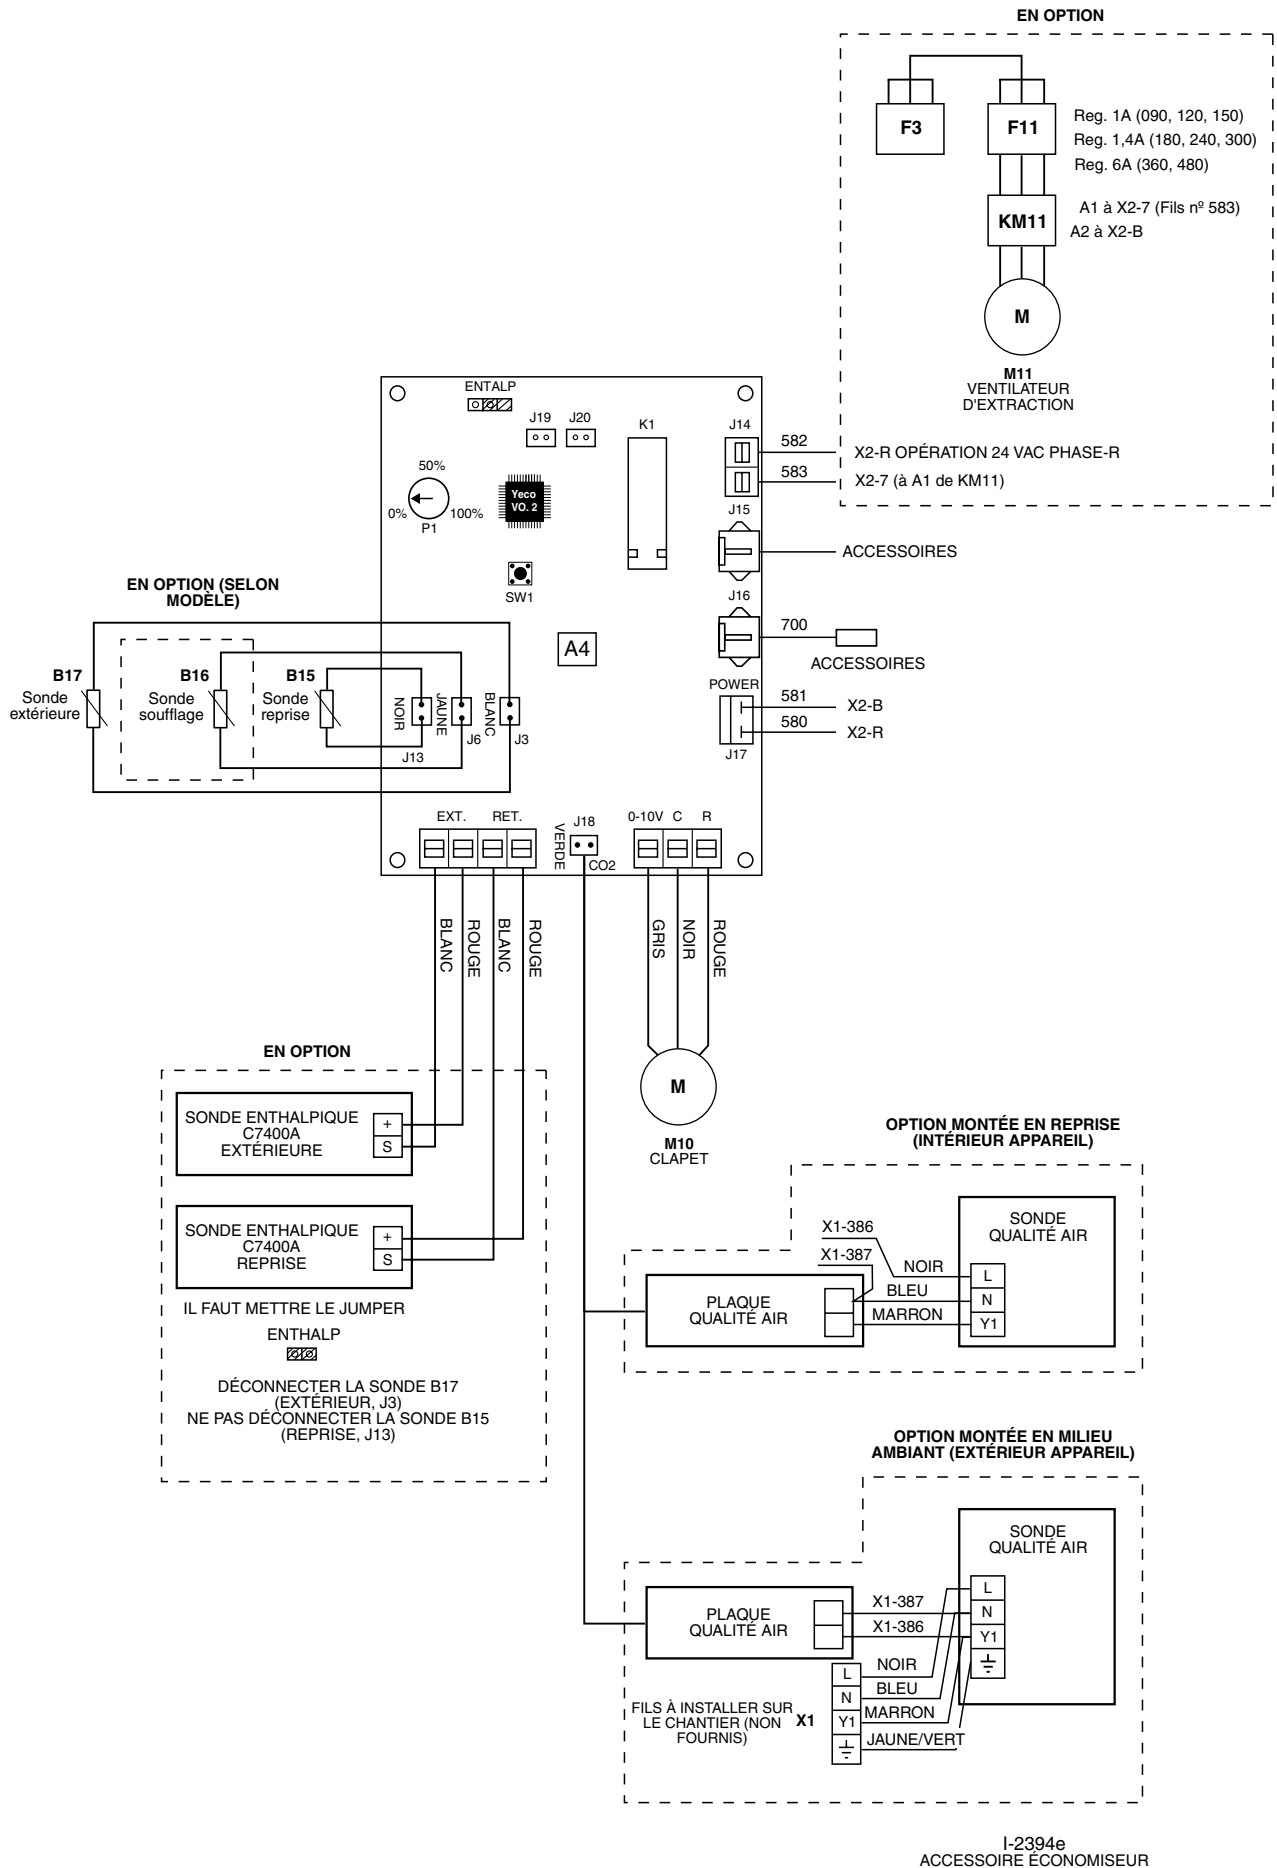 EN OPTION
F3
F11
Reg. 1A (090, 120, 150)
Reg. 1,4A (180, 240, 300)
Reg. 6A (360, 480)
KM11
A1 à X2-7 (Fils nº 583)
A2 à X2-B
M
M11
VENTILATEUR
D'EXTRACTION
ENTALP
J19
J20
K1
J14
582
X2-R OPÉRATION 24 VAC PHASE-R
583
X2-7 (à A1 de KM11)
50%
0%
100%
P1
Yeco
VO. 2
J15
ACCESSOIRES
SW1
J16
700
ACCESSOIRES
A4
EN OPTION (SELON
MODÈLE)
B17
Sonde
extérieure
B16
Sonde
soufflage
B15
Sonde
reprise
NOIR
JAUNE
BLANC
J13
J6
J3
POWER
581
X2-B
580
X2-R
J17
EXT.
RET.
VERDE
J18
CO2
0-10V
C
R
BLANC
ROUGE
BLANC
ROUGE
GRIS
NOIR
ROUGE
M
M10
CLAPET
EN OPTION
SONDE ENTHALPIQUE
C7400A
EXTÉRIEURE
+
S
SONDE ENTHALPIQUE
C7400A
REPRISE
+
S
IL FAUT METTRE LE JUMPER
ENTHALP
DÉCONNECTER LA SONDE B17
(EXTÉRIEUR, J3)
NE PAS DÉCONNECTER LA SONDE B15
(REPRISE, J13)
OPTION MONTÉE EN REPRISE
(INTÉRIEUR APPAREIL)
SONDE
QUALITÉ AIR
X1-386
X1-387
NOIR
BLEU
MARRON
L
N
Y1
PLAQUE
QUALITÉ AIR
OPTION MONTÉE EN MILIEU
AMBIANT (EXTÉRIEUR APPAREIL)
SONDE
QUALITÉ AIR
L
N
Y1
PLAQUE
QUALITÉ AIR
X1-387
X1-386
FILS À INSTALLER SUR
LE CHANTIER (NON
FOURNIS)
X1
L
N
Y1
NOIR
BLEU
MARRON
JAUNE/VERT
I-2394e
ACCESSOIRE ÉCONOMISEUR